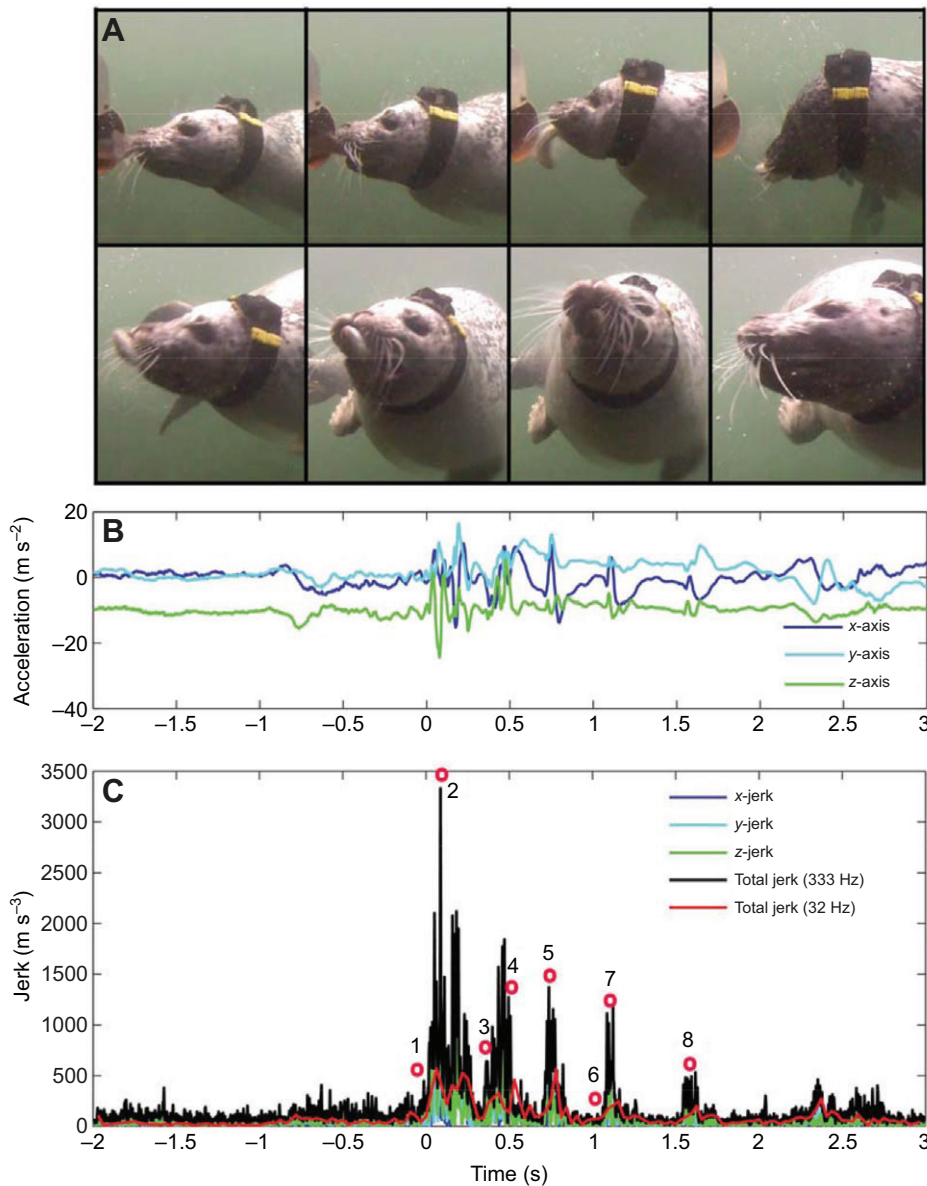 A
B
Acceleration (m s⁻²)
20
0
–20
–40
x-axis
y-axis
z-axis
–2 –1.5 –1 –0.5 0 0.5 1 1.5 2 2.5 3
C
Jerk (m s⁻³)
3500
3000
2500
2000
1500
1000
500
0
x-jerk
y-jerk
z-jerk
Total jerk (333 Hz)
Total jerk (32 Hz)
1
2
3
4
5
6
7
8
–2 –1.5 –1 –0.5 0 0.5 1 1.5 2 2.5 3
Time (s)